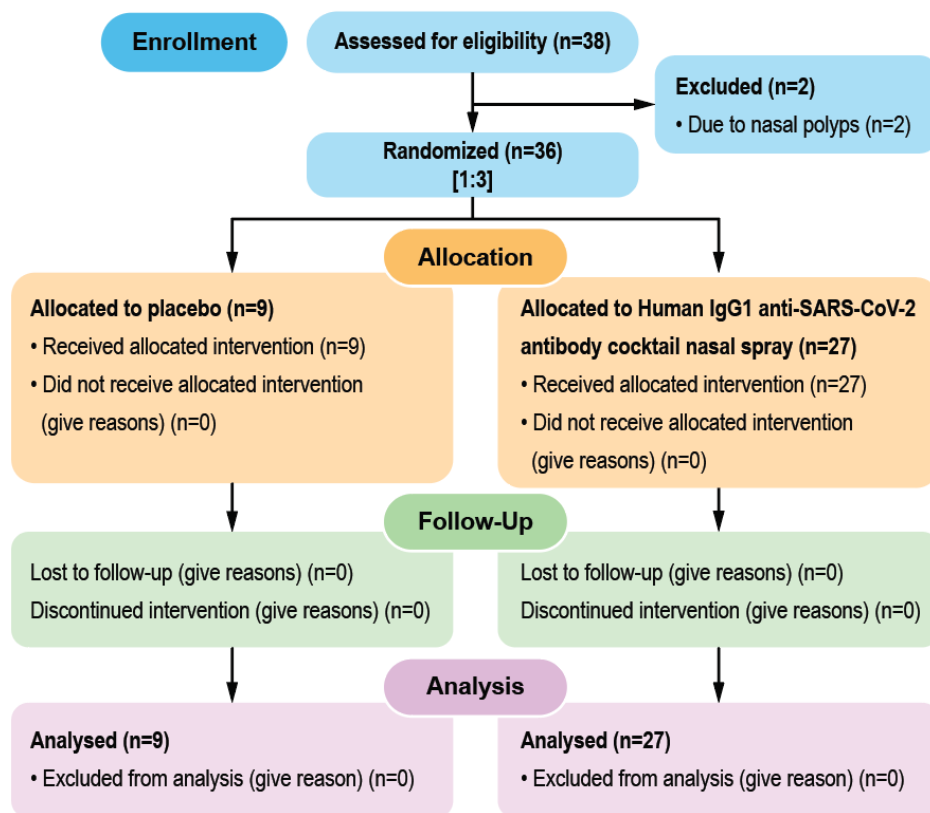 Enrollment
Assessed for eligibility (n=38)
Excluded (n=2)
• Due to nasal polyps (n=2)
Randomized (n=36)
[1:3]
Allocation
Allocated to placebo (n=9)
• Received allocated intervention (n=9)
• Did not receive allocated intervention
(give reasons) (n=0)
Allocated to Human IgG1 anti-SARS-CoV-2
antibody cocktail nasal spray (n=27)
• Received allocated intervention (n=27)
• Did not receive allocated intervention
(give reasons) (n=0)
Follow-Up
Lost to follow-up (give reasons) (n=0)
Discontinued intervention (give reasons) (n=0)
Lost to follow-up (give reasons) (n=0)
Discontinued intervention (give reasons) (n=0)
Analysis
Analysed (n=9)
• Excluded from analysis (give reason) (n=0)
Analysed (n=27)
• Excluded from analysis (give reason) (n=0)